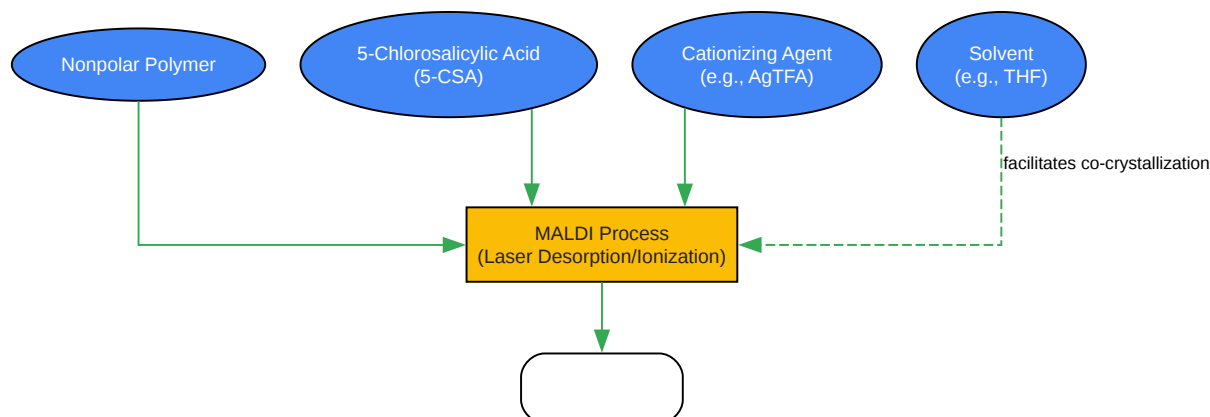 Nonpolar Polymer
5-Chlorosalicylic Acid
(5-CSA)
Cationizing Agent
(e.g., AgTFA)
Solvent
(e.g., THF)
facilitates co-crystallization
MALDI Process
(Laser Desorption/Ionization)